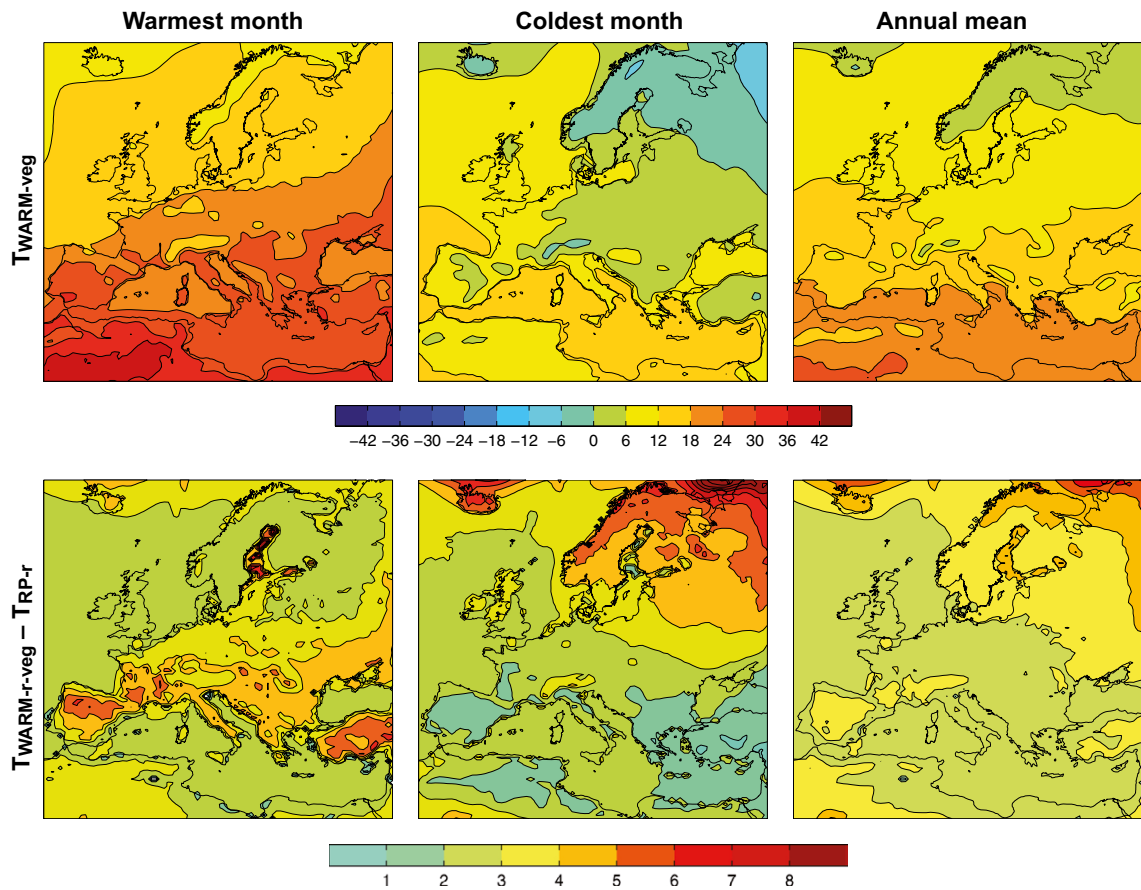 Warmest month Coldest month Annual mean
TWARM-veg
−42 −36 −30 −24 −18 −12 −6 0 6 12 18 24 30 36 42
TWARM-r-veg − TRP-r
1 2 3 4 5 6 7 8